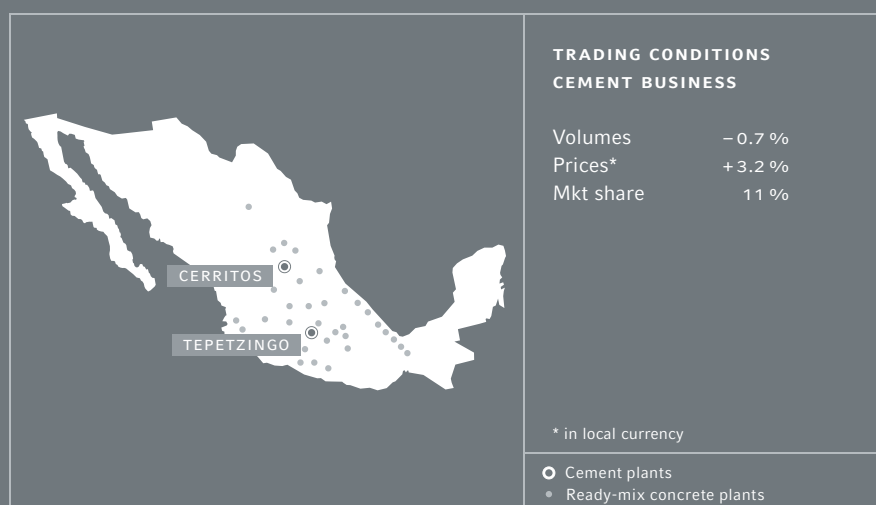 TRADING CONDITIONS
CEMENT BUSINESS
Volumes –0.7 %
Prices* +3.2 %
Mkt share 11 %
CERRITOS
TEPETZINGO
* in local currency
Cement plants
Ready-mix concrete plants